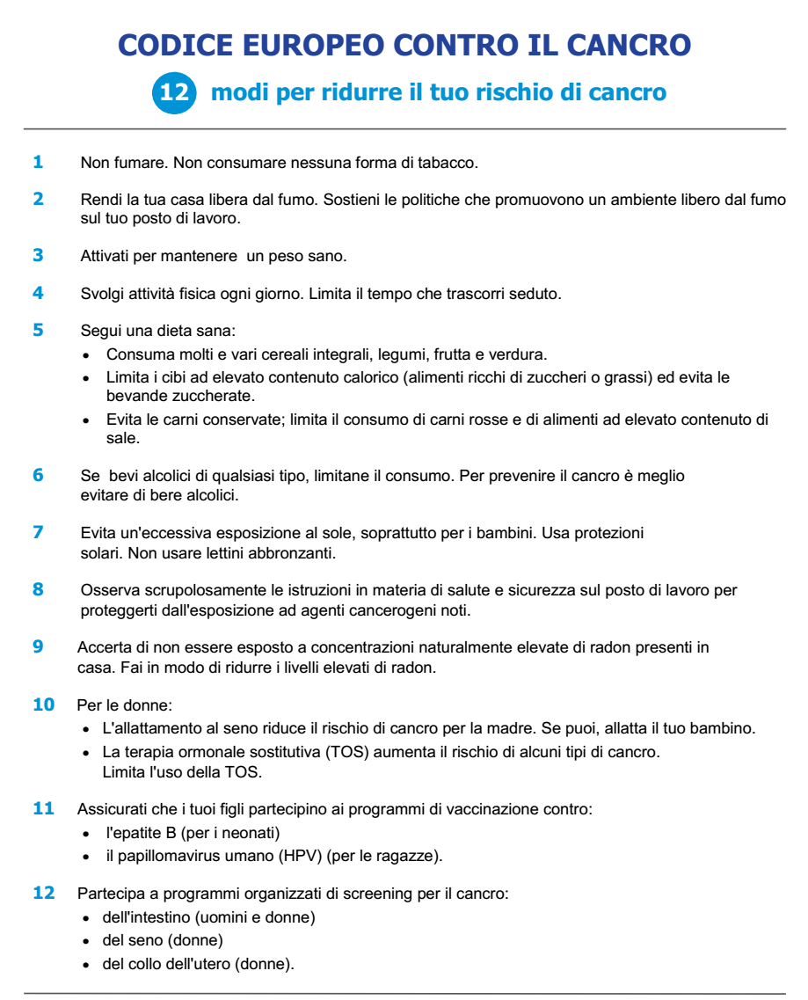 CODICE EUROPEO CONTRO IL CANCRO
12 modi per ridurre il tuo rischio di cancro
1 Non fumare. Non consumare nessuna forma di tabacco.
2 Rendi la tua casa libera dal fumo. Sostieni le politiche che promuovono un ambiente libero dal fumo
sul tuo posto di lavoro.
3 Attivati per mantenere  un peso sano.
4 Svolgi attività fisica ogni giorno. Limita il tempo che trascorri seduto.
5 Segui una dieta sana:
• Consuma molti e vari cereali integrali, legumi, frutta e verdura.
• Limita i cibi ad elevato contenuto calorico (alimenti ricchi di zuccheri o grassi) ed evita le
bevande zuccherate.
• Evita le carni conservate; limita il consumo di carni rosse e di alimenti ad elevato contenuto di
sale.
6 Se  bevi alcolici di qualsiasi tipo, limitane il consumo. Per prevenire il cancro è meglio
evitare di bere alcolici.
7 Evita un'eccessiva esposizione al sole, soprattutto per i bambini. Usa protezioni
solari. Non usare lettini abbronzanti.
8 Osserva scrupolosamente le istruzioni in materia di salute e sicurezza sul posto di lavoro per
proteggerti dall'esposizione ad agenti cancerogeni noti.
9 Accerta di non essere esposto a concentrazioni naturalmente elevate di radon presenti in
casa. Fai in modo di ridurre i livelli elevati di radon.
10 Per le donne:
• L'allattamento al seno riduce il rischio di cancro per la madre. Se puoi, allatta il tuo bambino.
• La terapia ormonale sostitutiva (TOS) aumenta il rischio di alcuni tipi di cancro.
Limita l'uso della TOS.
11 Assicurati che i tuoi figli partecipino ai programmi di vaccinazione contro:
• l'epatite B (per i neonati)
• il papillomavirus umano (HPV) (per le ragazze).
12 Partecipa a programmi organizzati di screening per il cancro:
• dell'intestino (uomini e donne)
• del seno (donne)
• del collo dell'utero (donne).